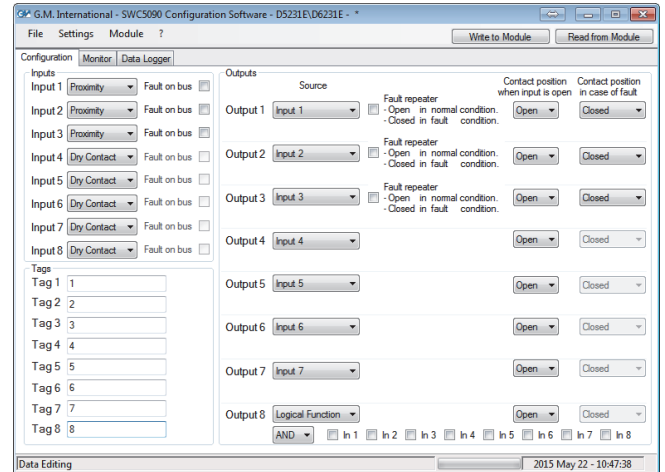 G.M. International - SWC5090 Configuration Software - D5231E\D6231E - *
File Settings Module ? Write to Module Read from Module
Configuration Monitor Data Logger
Inputs
Input 1 Proximity Fault on bus
Input 2 Proximity Fault on bus
Input 3 Proximity Fault on bus
Input 4 Dry Contact Fault on bus
Input 5 Dry Contact Fault on bus
Input 6 Dry Contact Fault on bus
Input 7 Dry Contact Fault on bus
Input 8 Dry Contact Fault on bus
Tags
Tag 1 1
Tag 2 2
Tag 3 3
Tag 4 4
Tag 5 5
Tag 6 6
Tag 7 7
Tag 8 8
Outputs
Source
Contact position
when input is open
Contact position
in case of fault
Output 1 Input 1
Fault repeater
- Open in normal condition.
- Closed in fault condition.
Open Closed
Output 2 Input 2
Fault repeater
- Open in normal condition.
- Closed in fault condition.
Open Closed
Output 3 Input 3
Fault repeater
- Open in normal condition.
- Closed in fault condition.
Open Closed
Output 4 Input 4 Open Closed
Output 5 Input 5 Open Closed
Output 6 Input 6 Open Closed
Output 7 Input 7 Open Closed
Output 8 Logical Function Open Closed
AND In 1 In 2 In 3 In 4 In 5 In 6 In 7 In 8
Data Editing 2015 May 22 - 10:47:38